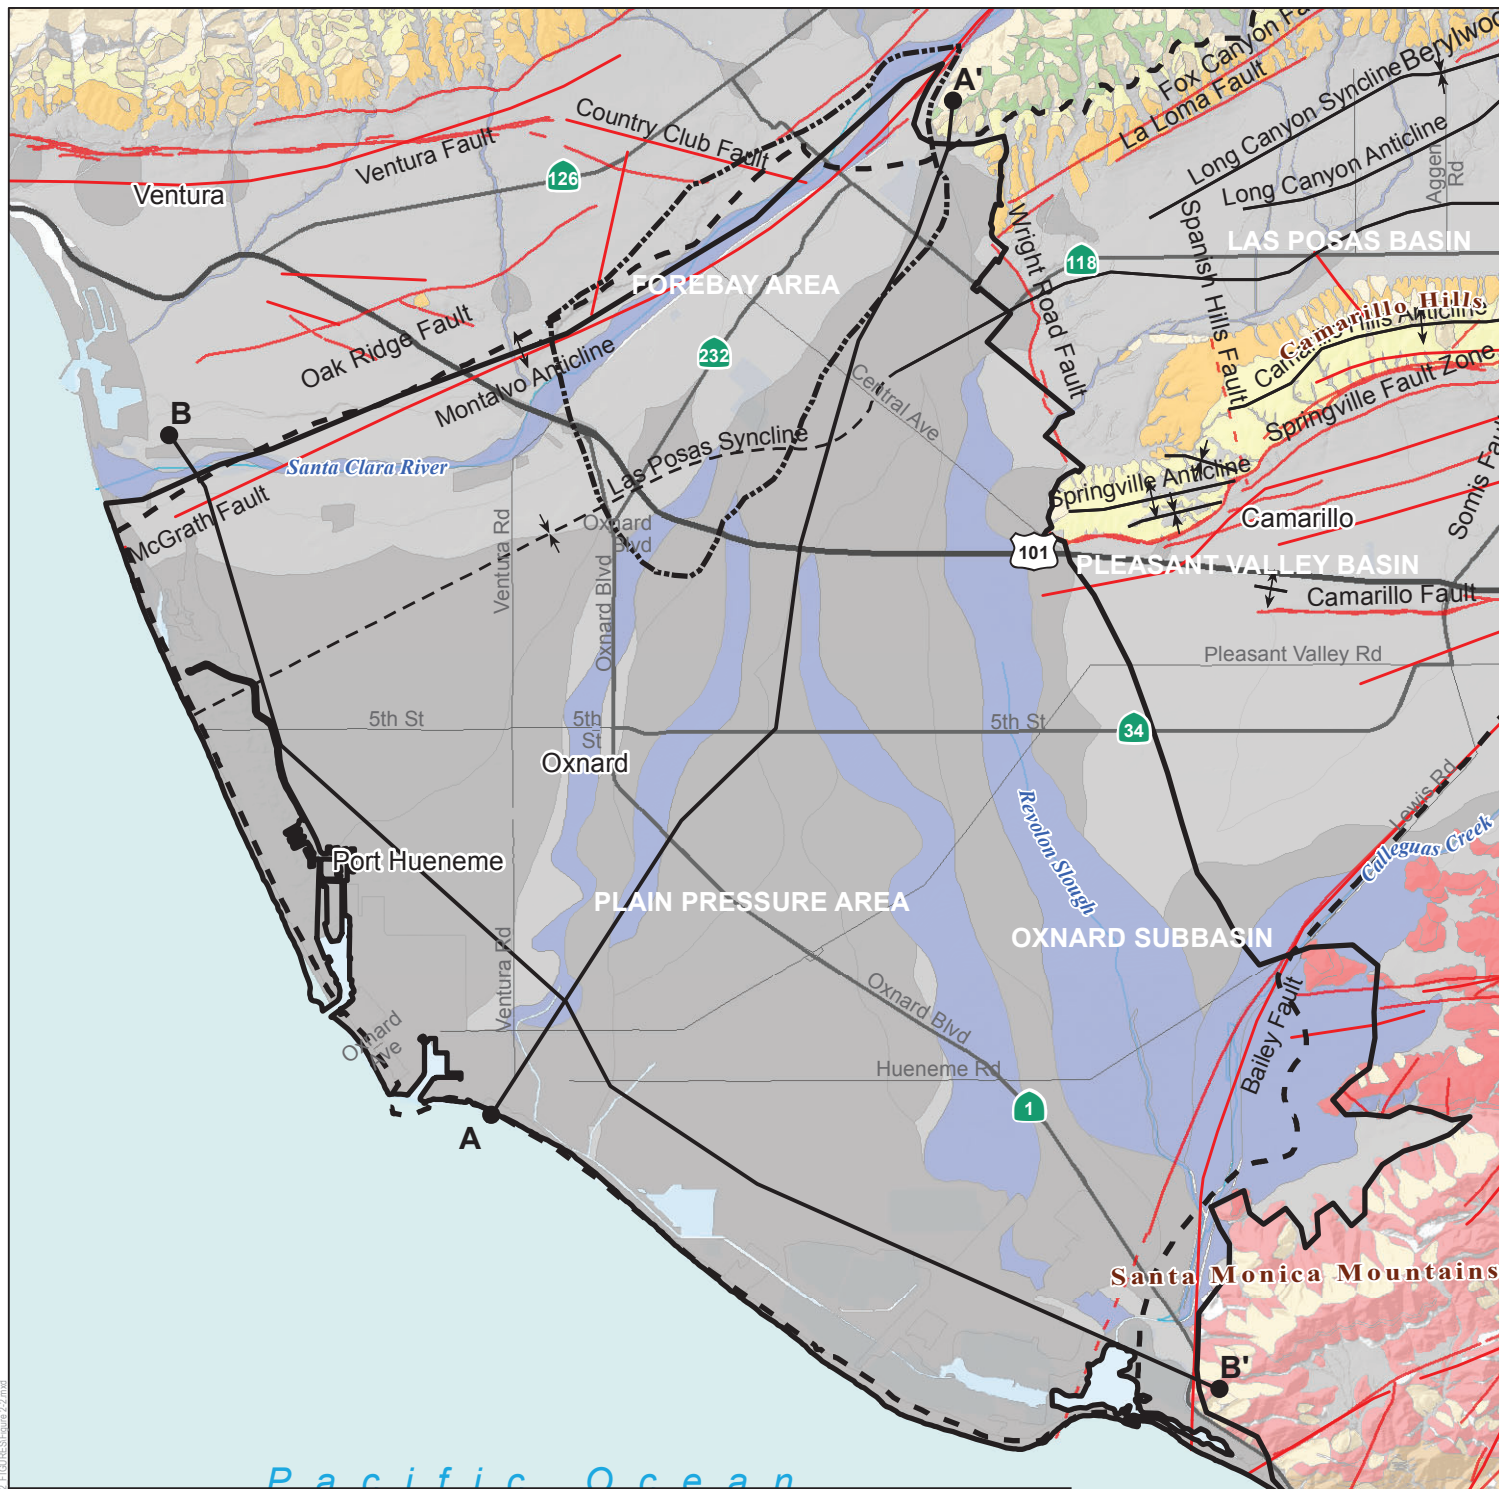 Fox Canyon Fa
Berylwoo
A'
La Loma Fault
Long Canyon Syncline
Country Club Fault
Ventura Fault
126
Long Canyon Anticline
Aggen
Rd
Ventura
Wright Road Fault
Spanish Hills Fault
LAS POSAS BASIN
118
FOREBAY AREA
Camarillo Hills
Oak Ridge Fault
232
Montalvo Anticline
Springville Fault Zone
Central Ave
B
Las Posas Syncline
Santa Clara River
Springville Anticline
Somis Faul
McGrath Fault
Ventura Rd
Oxnard
Blvd
Camarillo
101
PLEASANT VALLEY BASIN
Camarillo Fault
Oxnard Blvd
Pleasant Valley Rd
5th St
5th
St
5th St
34
Oxnard
Lewis Rd
Revolon Slough
Calleguas Creek
Port Hueneme
PLAIN PRESSURE AREA
OXNARD SUBBASIN
Ventura Rd
Oxnard Blvd
Bailey Fault
Oxnard
Ave
Hueneme Rd
1
A
Santa Monica Mountains
B'
Pacific Ocean